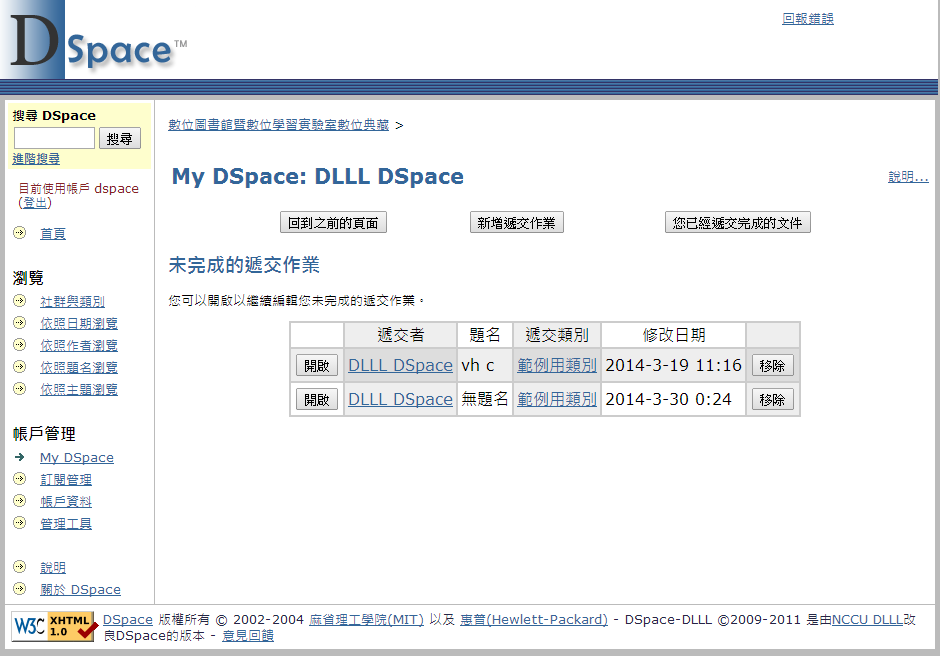 DSpace™
回報錯誤
搜尋 DSpace
搜尋
進階搜尋
目前使用帳戶 dspace
(登出)
首頁
瀏覽
社群與類別
依照日期瀏覽
依照作者瀏覽
依照題名瀏覽
依照主題瀏覽
帳戶管理
My DSpace
訂閱管理
帳戶資料
管理工具
說明
關於 DSpace
數位圖書館暨數位學習實驗室數位典藏 >
My DSpace: DLLL DSpace
說明...
回到之前的頁面 新增遞交作業 您已經遞交完成的文件
未完成的遞交作業
您可以開啟以繼續編輯您未完成的遞交作業。
遞交者 題名 遞交類別 修改日期
開啟 DLLL DSpace vh c 範例用類別 2014-3-19 11:16 移除
開啟 DLLL DSpace 無題名 範例用類別 2014-3-30 0:24 移除
W3C XHTML 1.0
DSpace 版權所有 © 2002-2004 麻省理工學院(MIT) 以及 惠普(Hewlett-Packard) - DSpace-DLLL ©2009-2011 是由NCCU DLLL改
良DSpace的版本 - 意見回饋